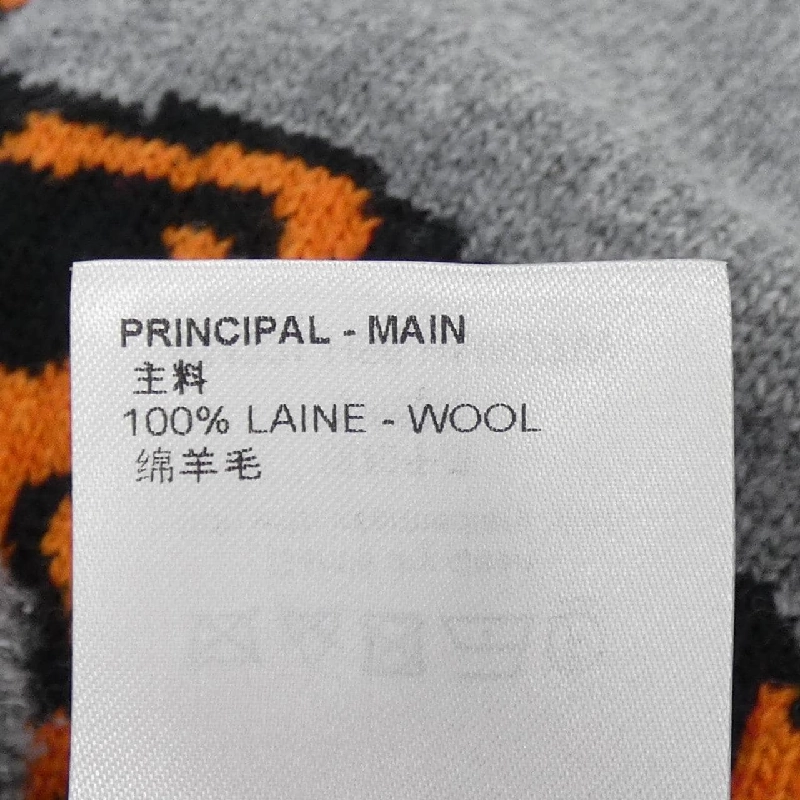 PRINCIPAL - MAIN
主料
100% LAINE - WOOL
绵羊毛